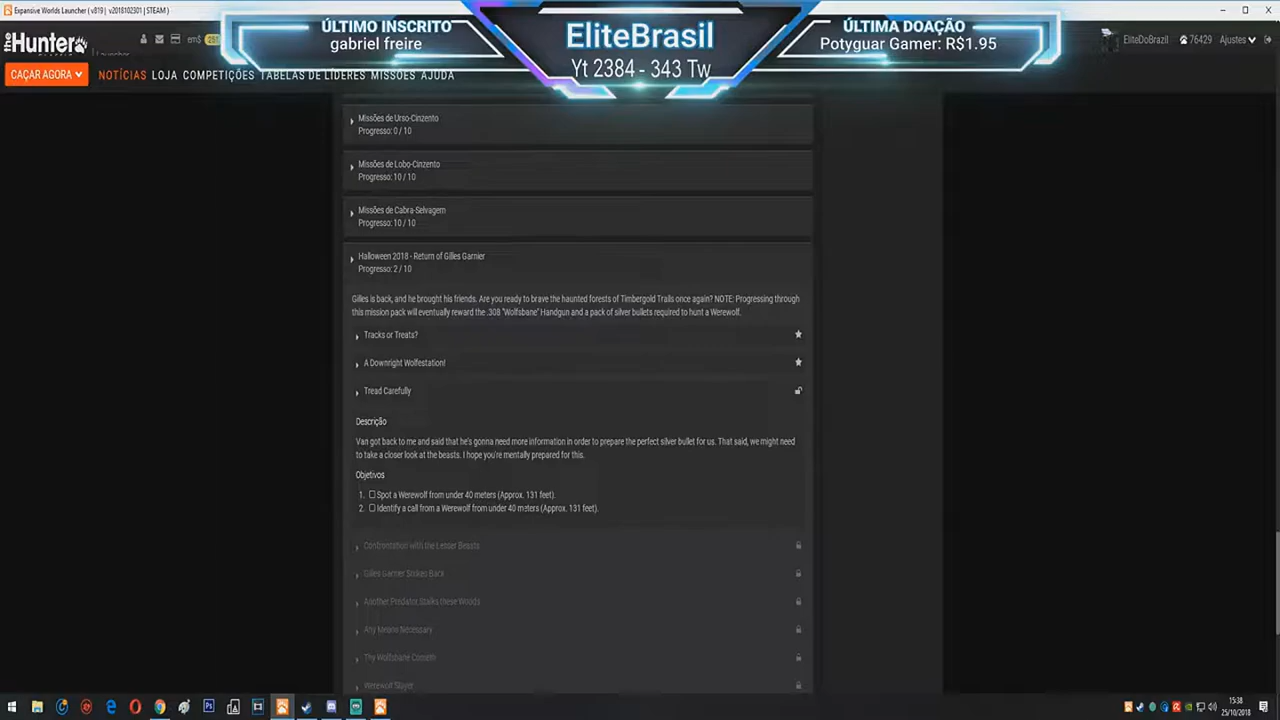 Expansive Worlds Launcher ( v819 | v2018102301 | STEAM )
ÚLTIMO INSCRITO
gabriel freire
EliteBrasil
Yt 2384 - 343 Tw
ÚLTIMA DOAÇÃO
Potyguar Gamer: R$1.95
theHunter
em$
EliteDoBrazil
76429
Ajustes
CAÇAR AGORA
NOTÍCIAS LOJA COMPETIÇÕES TABELAS DE LÍDERES MISSÕES AJUDA
Missões de Urso-Cinzento
Progresso: 0 / 10
Missões de Lobo-Cinzento
Progresso: 10 / 10
Missões de Cabra-Selvagem
Progresso: 10 / 10
Halloween 2018 - Return of Gilles Garnier
Progresso: 2 / 10
Gilles is back, and he brought his friends. Are you ready to brave the haunted forests of Timbergold Trails once again? NOTE: Progressing through
this mission pack will eventually reward the .308 "Wolfsbane" Handgun and a pack of silver bullets required to hunt a Werewolf.
Tracks or Treats?
A Downright Wolfestation!
Tread Carefully
Descrição
Van got back to me and said that he's gonna need more information in order to prepare the perfect silver bullet for us. That said, we might need
to take a closer look at the beasts. I hope you're mentally prepared for this.
Objetivos
1. Spot a Werewolf from under 40 meters (Approx. 131 feet).
2. Identify a call from a Werewolf from under 40 meters (Approx. 131 feet).
Confrontation with the Lesser Beasts
Gilles Garnier Strikes Back
Another Predator Stalks these Woods
Any Means Necessary
Thy Wolfsbane Cometh
Werewolf Slayer
15:38
25/10/2018